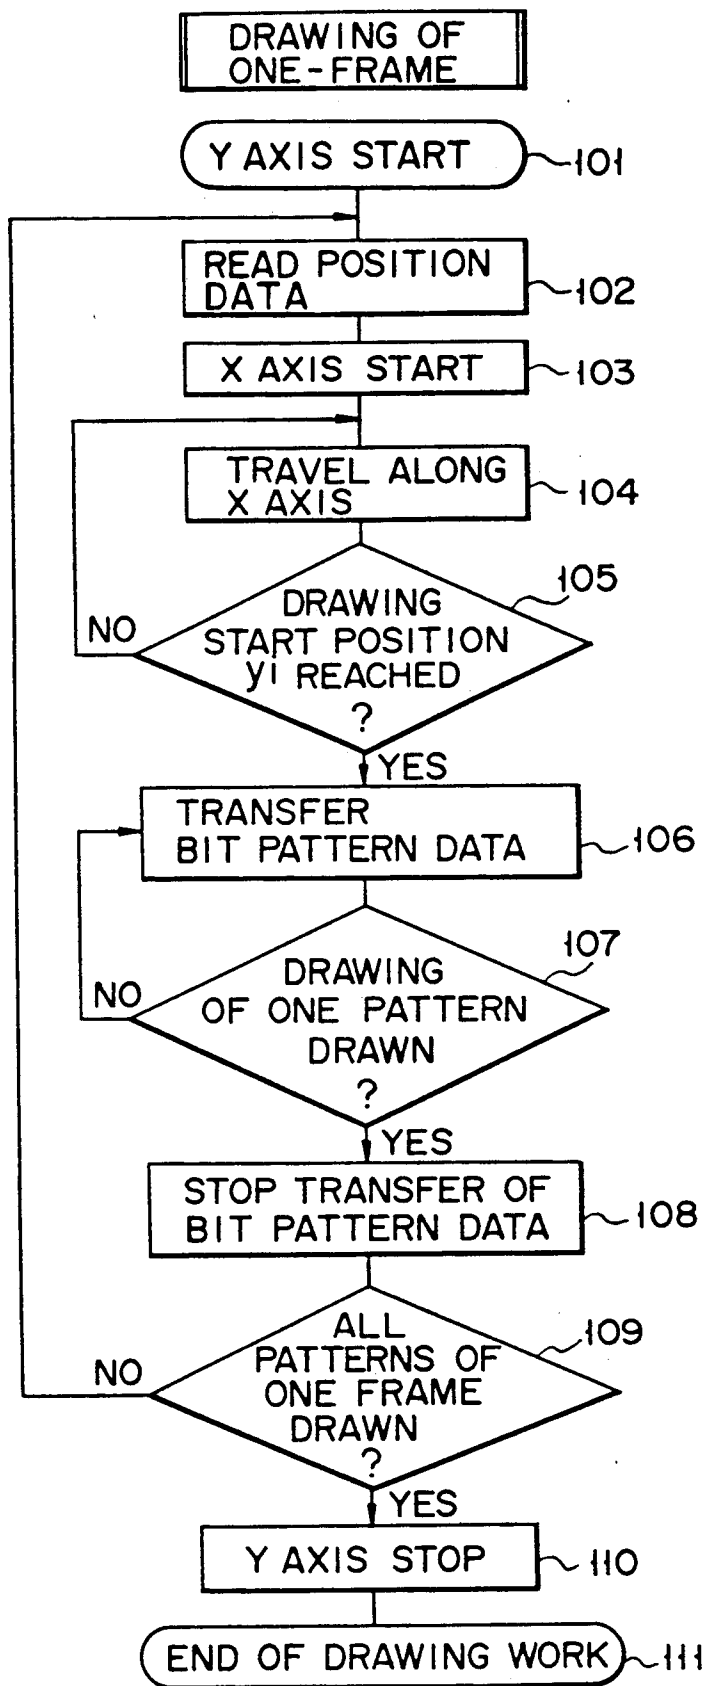 DRAWING OF
ONE-FRAME
Y AXIS START
101
READ POSITION
DATA
102
X AXIS START
103
TRAVEL ALONG
X AXIS
104
105
DRAWING
START POSITION
yi REACHED
?
NO
YES
TRANSFER
BIT PATTERN DATA
106
107
DRAWING
OF ONE PATTERN
DRAWN
?
NO
YES
STOP TRANSFER OF
BIT PATTERN DATA
108
109
ALL
PATTERNS OF
ONE FRAME
DRAWN
?
NO
YES
Y AXIS STOP
110
END OF DRAWING WORK
111